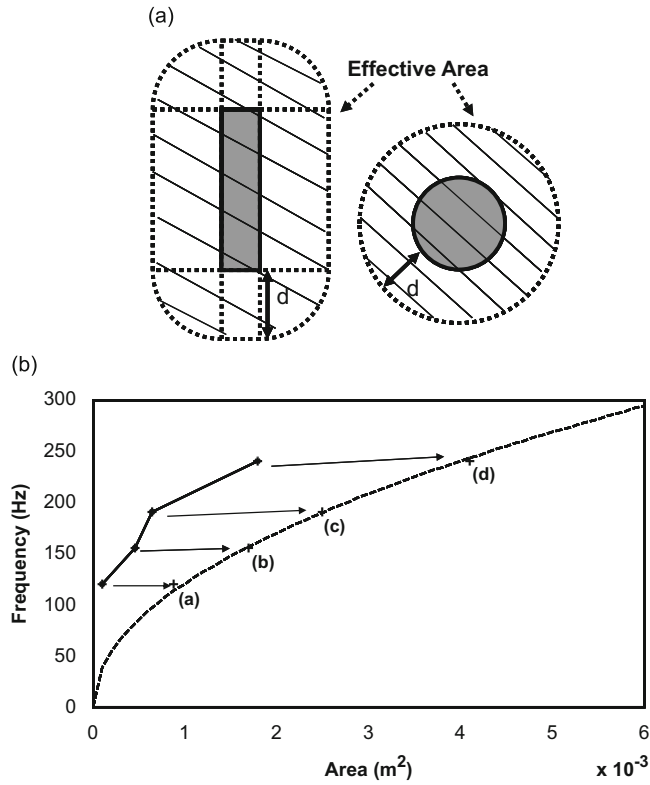 (a)
Effective Area
d
d
(b)
300
250
200
150
100
50
0
Frequency (Hz)
(a)
(b)
(c)
(d)
0 1 2 3 4 5 6
Area (m²) x 10⁻³